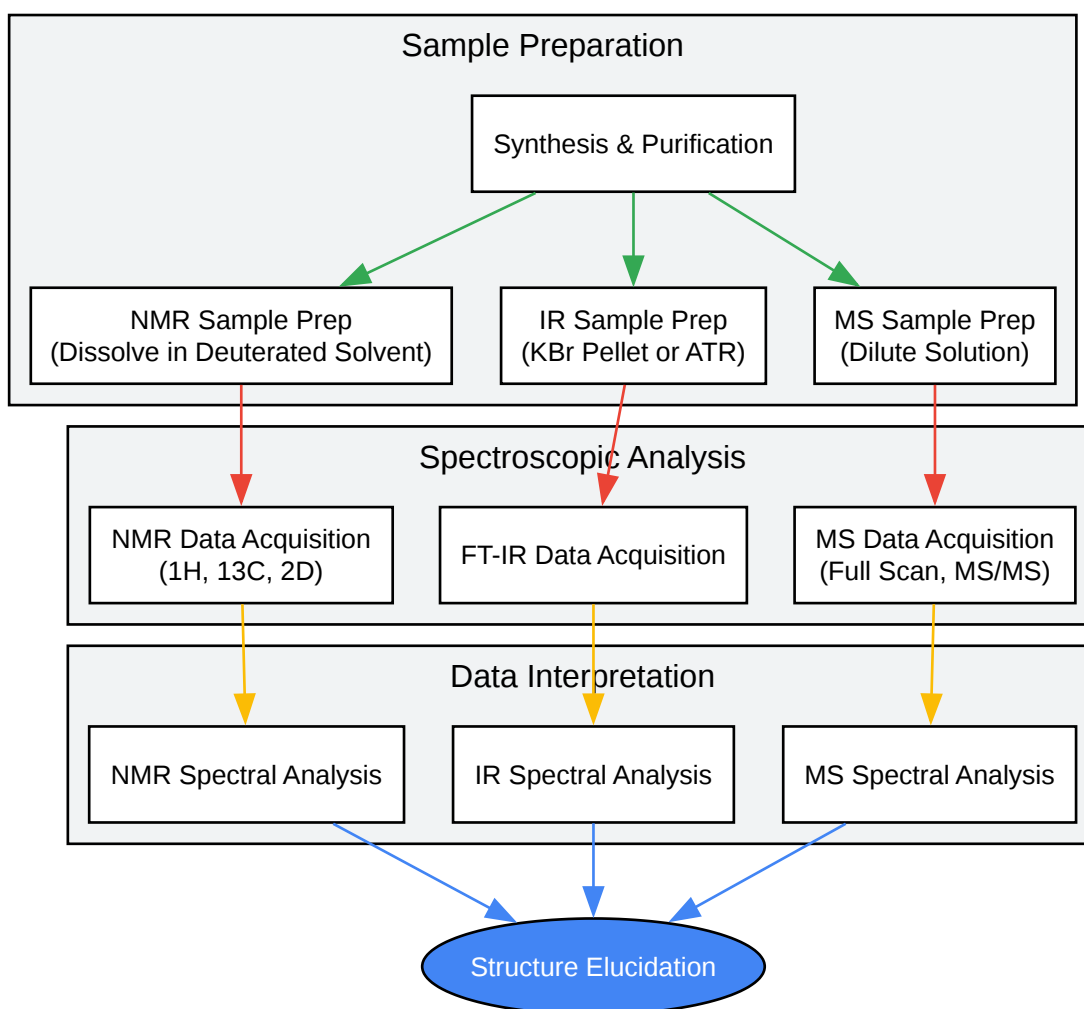 Sample Preparation
Synthesis & Purification
NMR Sample Prep
(Dissolve in Deuterated Solvent)
IR Sample Prep
(KBr Pellet or ATR)
MS Sample Prep
(Dilute Solution)
Spectroscopic Analysis
NMR Data Acquisition
(1H, 13C, 2D)
FT-IR Data Acquisition
MS Data Acquisition
(Full Scan, MS/MS)
Data Interpretation
NMR Spectral Analysis
IR Spectral Analysis
MS Spectral Analysis
Structure Elucidation